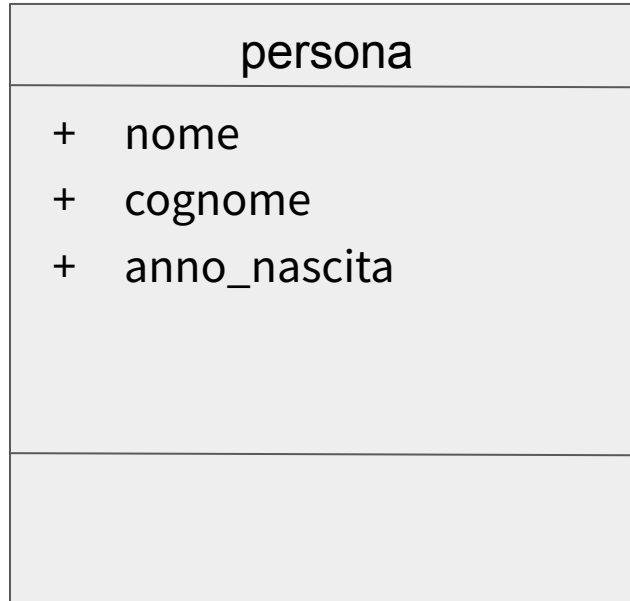 persona
+ nome
+ cognome
+ anno_nascita